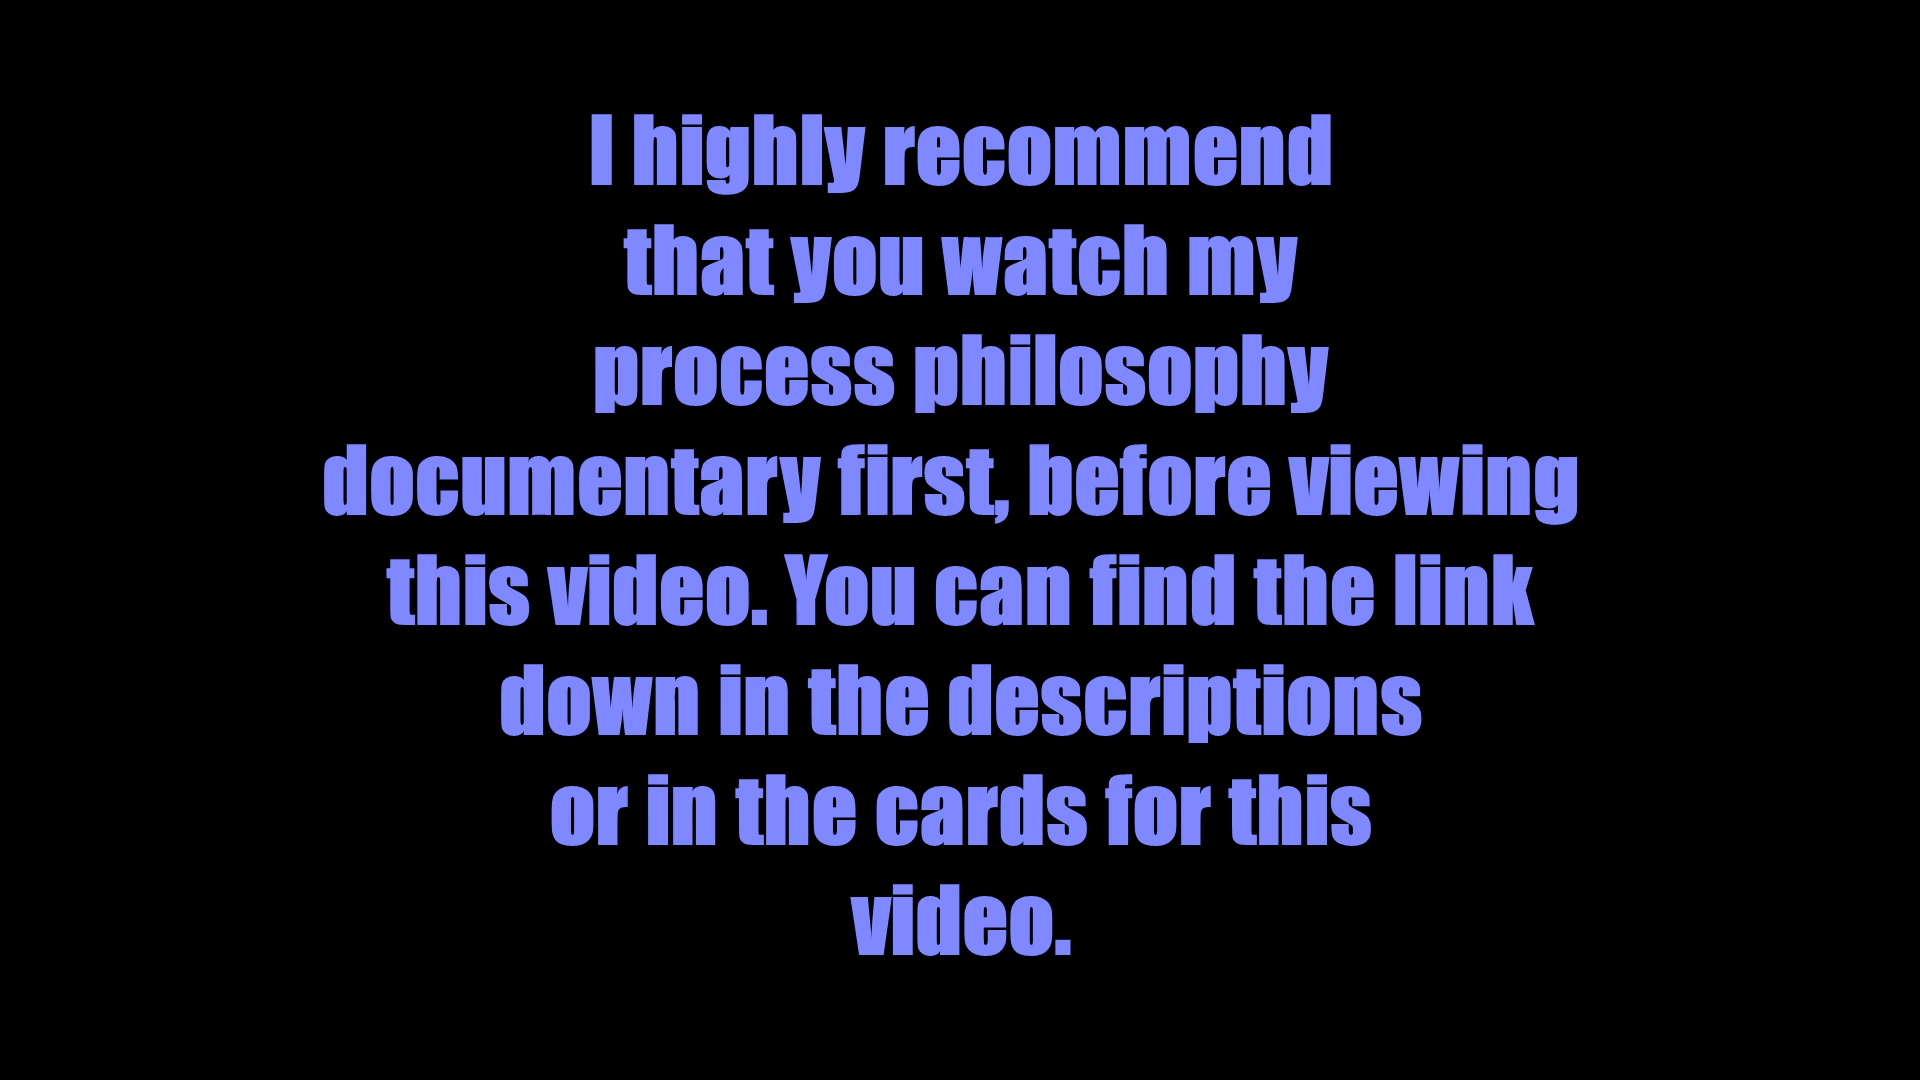 I highly recommend
that you watch my
process philosophy
documentary first, before viewing
this video. You can find the link
down in the descriptions
or in the cards for this
video.